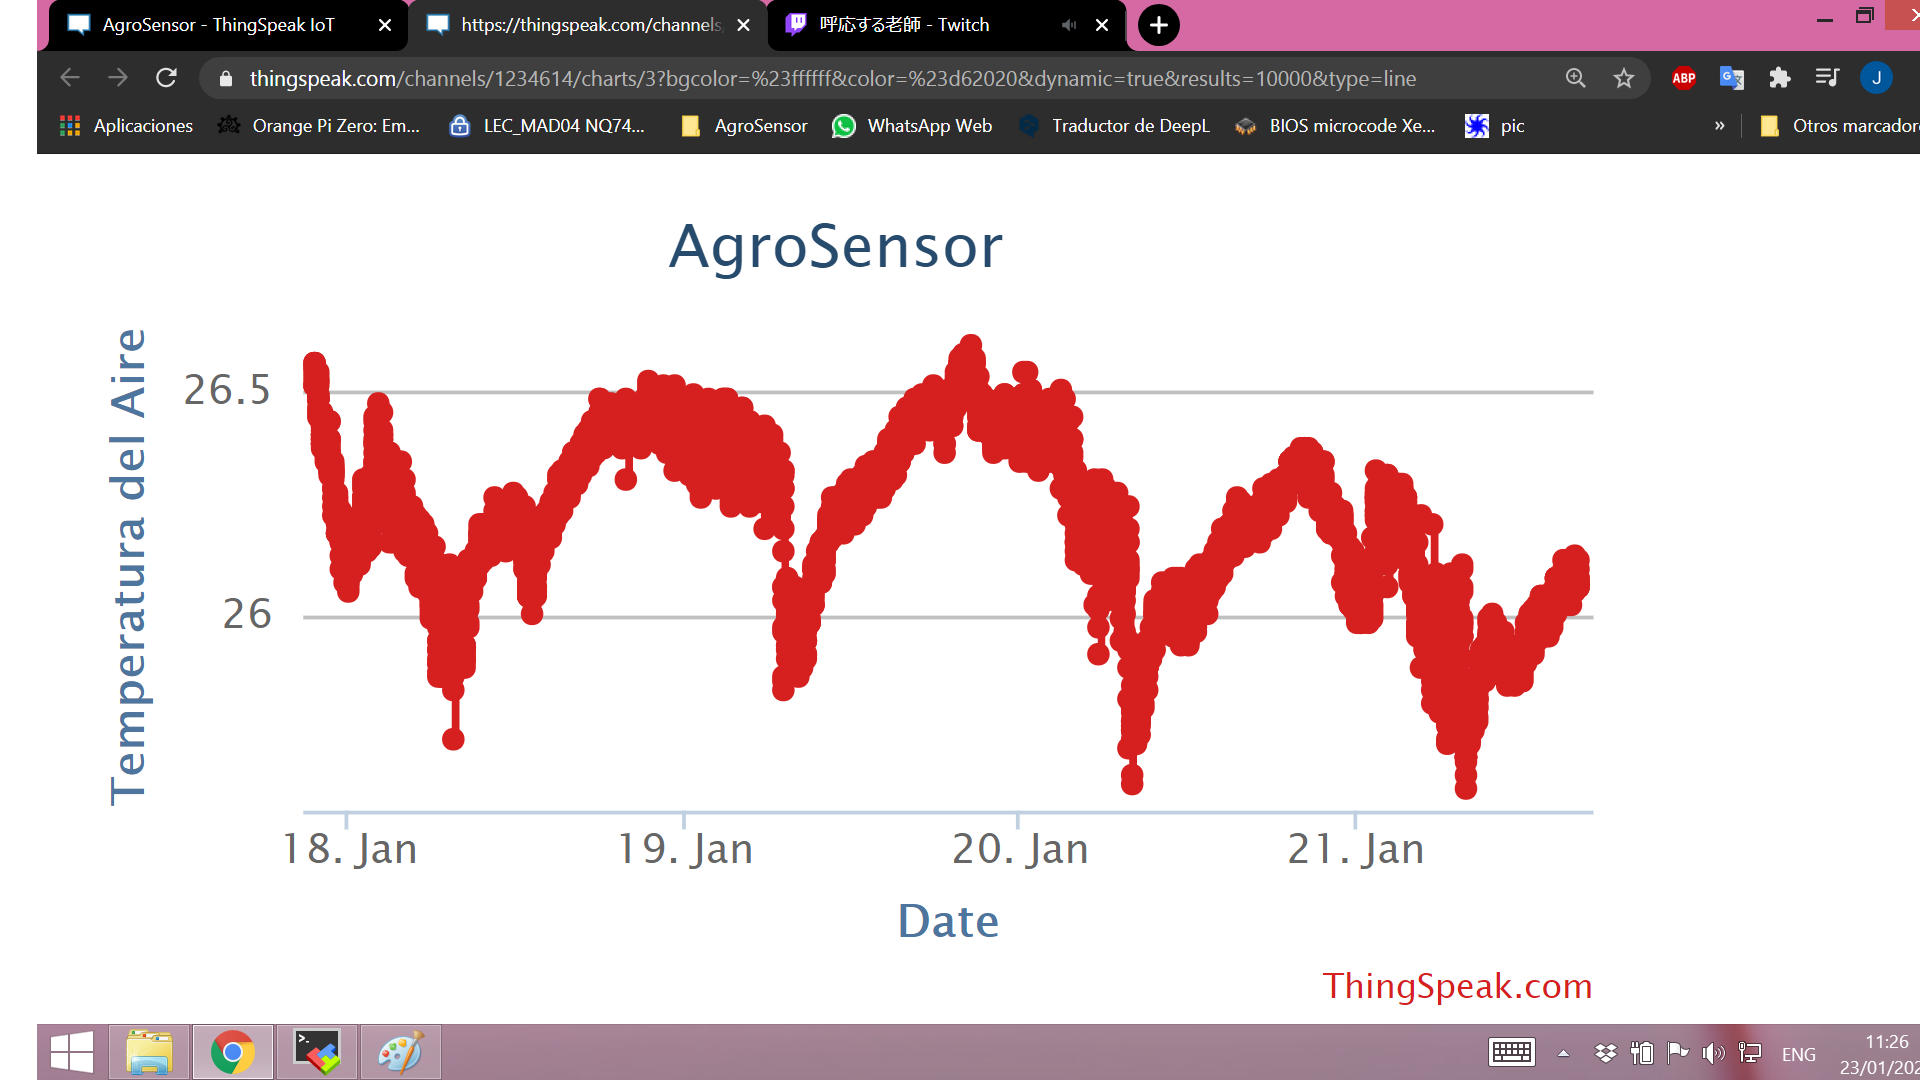 AgroSensor - ThingSpeak IoT
https://thingspeak.com/channels
呼応する老師 - Twitch
thingspeak.com/channels/1234614/charts/3?bgcolor=%23ffffff&color=%23d62020&dynamic=true&results=10000&type=line
ABP
J
Aplicaciones
Orange Pi Zero: Em...
LEC_MAD04 NQ74...
AgroSensor
WhatsApp Web
Traductor de DeepL
BIOS microcode Xe...
pic
»
Otros marcador
AgroSensor
Temperatura del Aire
26.5
26
18. Jan
19. Jan
20. Jan
21. Jan
Date
ThingSpeak.com
ENG
11:26
23/01/202